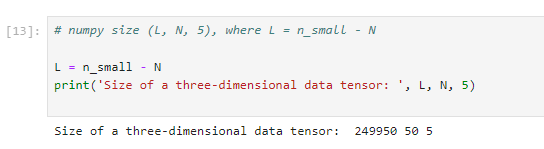 [13]: # numpy size (L, N, 5), where L = n_small - N
L = n_small - N
print('Size of a three-dimensional data tensor: ', L, N, 5)
Size of a three-dimensional data tensor:  249950 50 5